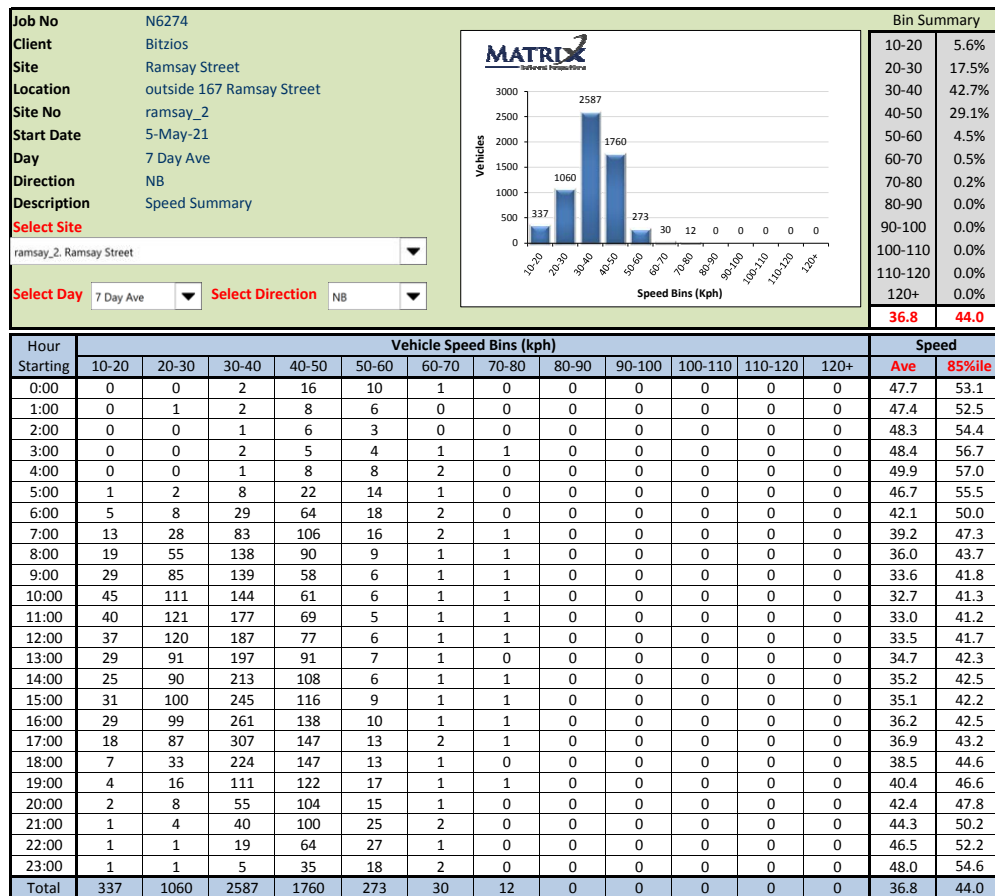 Job No N6274
Client Bitzios
Site Ramsay Street
Location outside 167 Ramsay Street
Site No ramsay_2
Start Date 5-May-21
Day 7 Day Ave
Direction NB
Description Speed Summary
Select Site
ramsay_2. Ramsay Street
Select Day 7 Day Ave Select Direction NB
MATRIX
Vehicles
3000
2500
2000
1500
1000
500
0
337 1060 2587 1760 273 30 12 0 0 0 0 0
10-20 20-30 30-40 40-50 50-60 60-70 70-80 80-90 90-100 100-110 110-120 120+
Speed Bins (Kph)
Bin Summary
10-20 5.6%
20-30 17.5%
30-40 42.7%
40-50 29.1%
50-60 4.5%
60-70 0.5%
70-80 0.2%
80-90 0.0%
90-100 0.0%
100-110 0.0%
110-120 0.0%
120+ 0.0%
36.8 44.0
Hour Vehicle Speed Bins (kph) Speed
Starting 10-20 20-30 30-40 40-50 50-60 60-70 70-80 80-90 90-100 100-110 110-120 120+ Ave 85%ile
0:00 0 0 2 16 10 1 0 0 0 0 0 0 47.7 53.1
1:00 0 1 2 8 6 0 0 0 0 0 0 0 47.4 52.5
2:00 0 0 1 6 3 0 0 0 0 0 0 0 48.3 54.4
3:00 0 0 2 5 4 1 1 0 0 0 0 0 48.4 56.7
4:00 0 0 1 8 8 2 0 0 0 0 0 0 49.9 57.0
5:00 1 2 8 22 14 1 0 0 0 0 0 0 46.7 55.5
6:00 5 8 29 64 18 2 0 0 0 0 0 0 42.1 50.0
7:00 13 28 83 106 16 2 1 0 0 0 0 0 39.2 47.3
8:00 19 55 138 90 9 1 1 0 0 0 0 0 36.0 43.7
9:00 29 85 139 58 6 1 1 0 0 0 0 0 33.6 41.8
10:00 45 111 144 61 6 1 1 0 0 0 0 0 32.7 41.3
11:00 40 121 177 69 5 1 1 0 0 0 0 0 33.0 41.2
12:00 37 120 187 77 6 1 1 0 0 0 0 0 33.5 41.7
13:00 29 91 197 91 7 1 0 0 0 0 0 0 34.7 42.3
14:00 25 90 213 108 6 1 1 0 0 0 0 0 35.2 42.5
15:00 31 100 245 116 9 1 1 0 0 0 0 0 35.1 42.2
16:00 29 99 261 138 10 1 1 0 0 0 0 0 36.2 42.5
17:00 18 87 307 147 13 2 1 0 0 0 0 0 36.9 43.2
18:00 7 33 224 147 13 1 0 0 0 0 0 0 38.5 44.6
19:00 4 16 111 122 17 1 1 0 0 0 0 0 40.4 46.6
20:00 2 8 55 104 15 1 0 0 0 0 0 0 42.4 47.8
21:00 1 4 40 100 25 2 0 0 0 0 0 0 44.3 50.2
22:00 1 1 19 64 27 1 0 0 0 0 0 0 46.5 52.2
23:00 1 1 5 35 18 2 0 0 0 0 0 0 48.0 54.6
Total 337 1060 2587 1760 273 30 12 0 0 0 0 0 36.8 44.0